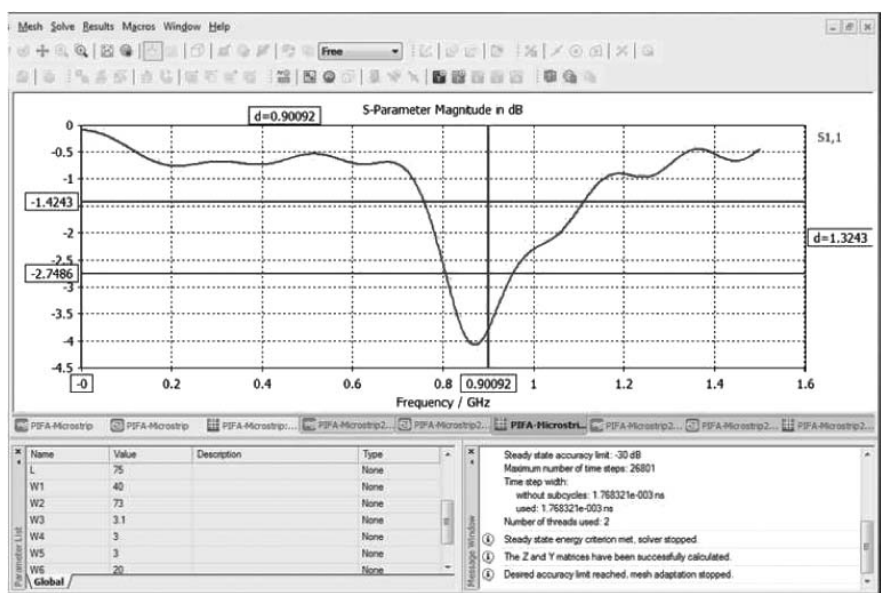 Mesh Solve Results Macros Window Help
Free
S-Parameter Magnitude in dB
d=0.90092
S1,1
0
-0.5
-1
-1.4243
-2
-2.5
-2.7486
-3
-3.5
-4
-4.5
d=1.3243
-0
0.2
0.4
0.6
0.8
0.90092
1
1.2
1.4
1.6
Frequency / GHz
PIFA-Microstrip
PIFA-Microstrip
PIFA-Microstrip:...
PIFA-Microstrip2...
PIFA-Microstrip2...
PIFA-Microstri...
PIFA-Microstrip2...
PIFA-Microstrip2...
PIFA-Microstrip2...
Parameter List
Name Value Description Type
L 75 None
W1 40 None
W2 73 None
W3 3.1 None
W4 3 None
W5 3 None
W6 20 None
Global
Message Window
Steady state accuracy limit: -30 dB
Maximum number of time steps: 26801
Time step width:
without subcycles: 1.768321e-003 ns
used: 1.768321e-003 ns
Number of threads used: 2
Steady state energy criterion met, solver stopped.
The Z and Y matrices have been successfully calculated.
Desired accuracy limit reached, mesh adaptation stopped.